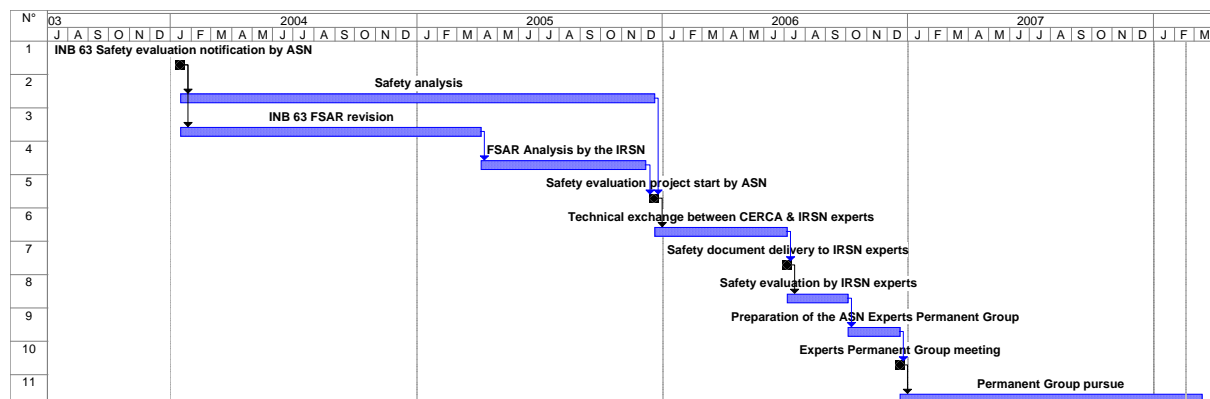 N° 03 2004 2005 2006 2007
J A S O N D J F M A M J J A S O N D J F M A M J J A S O N D J F M A M J J A S O N D J F M A M J J A S O N D J F M
1 INB 63 Safety evaluation notification by ASN
2 Safety analysis
3 INB 63 FSAR revision
4 FSAR Analysis by the IRSN
5 Safety evaluation project start by ASN
6 Technical exchange between CERCA & IRSN experts
7 Safety document delivery to IRSN experts
8 Safety evaluation by IRSN experts
9 Preparation of the ASN Experts Permanent Group
10 Experts Permanent Group meeting
11 Permanent Group pursue